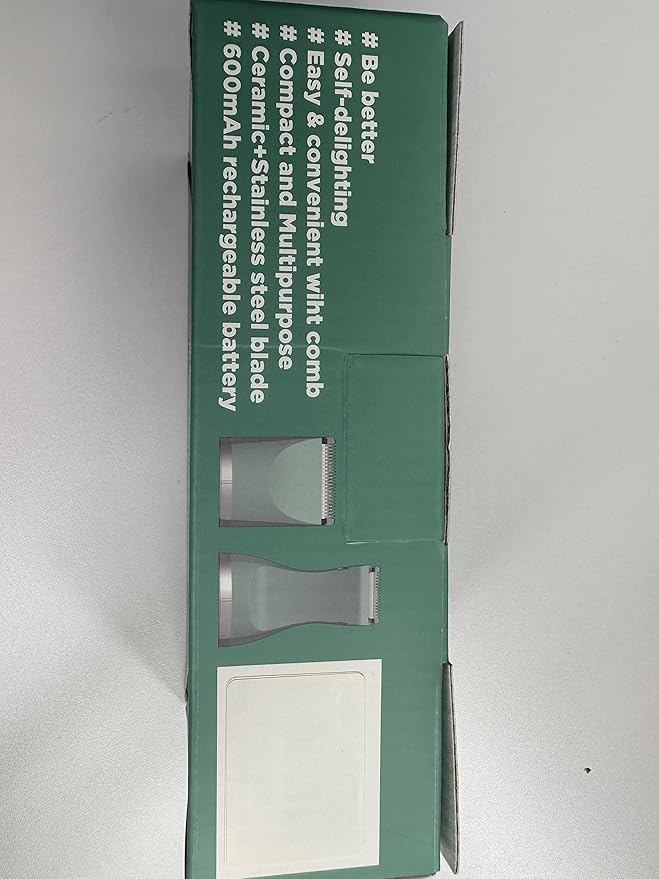 # Be better
# Self-delighting
# Easy & convenient wiht comb
# Compact and Multipurpose
# Ceramic+Stainless steel blade
# 600mAh rechargeable battery